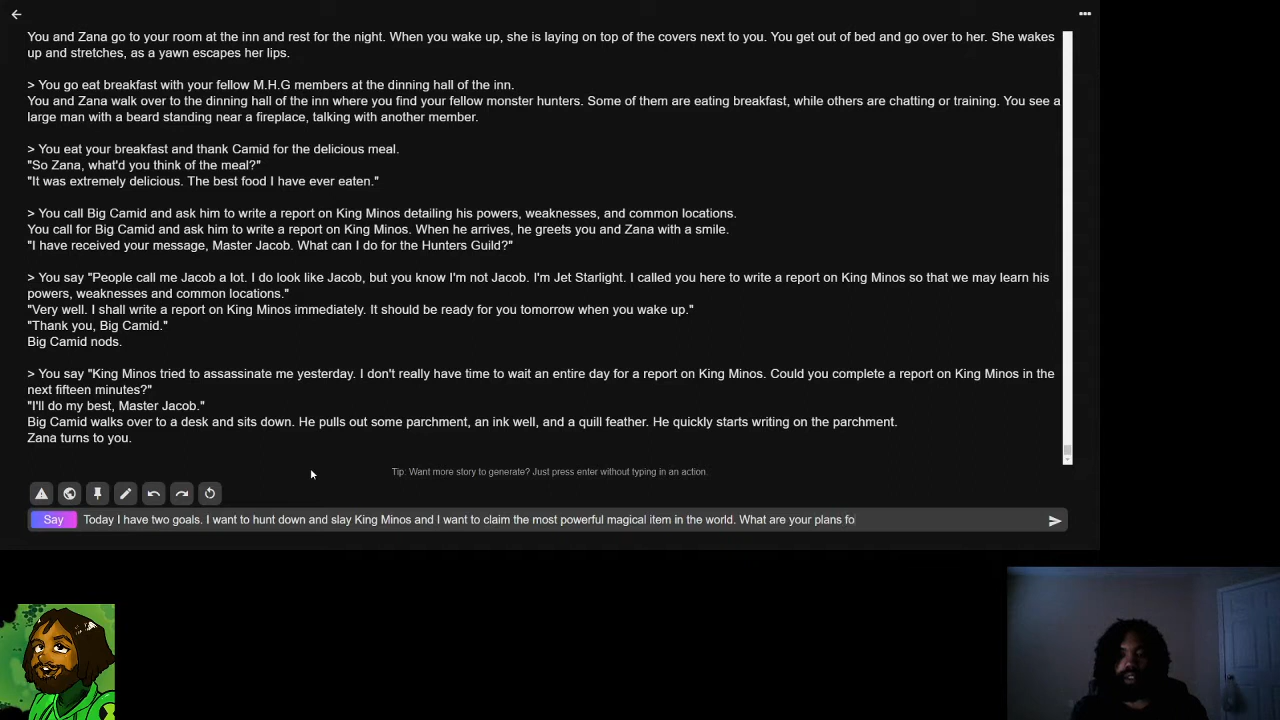 You and Zana go to your room at the inn and rest for the night. When you wake up, she is laying on top of the covers next to you. You get out of bed and go over to her. She wakes
up and stretches, as a yawn escapes her lips.
> You go eat breakfast with your fellow M.H.G members at the dinning hall of the inn.
You and Zana walk over to the dinning hall of the inn where you find your fellow monster hunters. Some of them are eating breakfast, while others are chatting or training. You see a
large man with a beard standing near a fireplace, talking with another member.
> You eat your breakfast and thank Camid for the delicious meal.
"So Zana, what'd you think of the meal?"
"It was extremely delicious. The best food I have ever eaten."
> You call Big Camid and ask him to write a report on King Minos detailing his powers, weaknesses, and common locations.
You call for Big Camid and ask him to write a report on King Minos. When he arrives, he greets you and Zana with a smile.
"I have received your message, Master Jacob. What can I do for the Hunters Guild?"
> You say "People call me Jacob a lot. I do look like Jacob, but you know I'm not Jacob. I'm Jet Starlight. I called you here to write a report on King Minos so that we may learn his
powers, weaknesses and common locations."
"Very well. I shall write a report on King Minos immediately. It should be ready for you tomorrow when you wake up."
"Thank you, Big Camid."
Big Camid nods.
> You say "King Minos tried to assassinate me yesterday. I don't really have time to wait an entire day for a report on King Minos. Could you complete a report on King Minos in the
next fifteen minutes?"
"I'll do my best, Master Jacob."
Big Camid walks over to a desk and sits down. He pulls out some parchment, an ink well, and a quill feather. He quickly starts writing on the parchment.
Zana turns to you.
Tip: Want more story to generate? Just press enter without typing in an action.
Say Today I have two goals. I want to hunt down and slay King Minos and I want to claim the most powerful magical item in the world. What are your plans fo